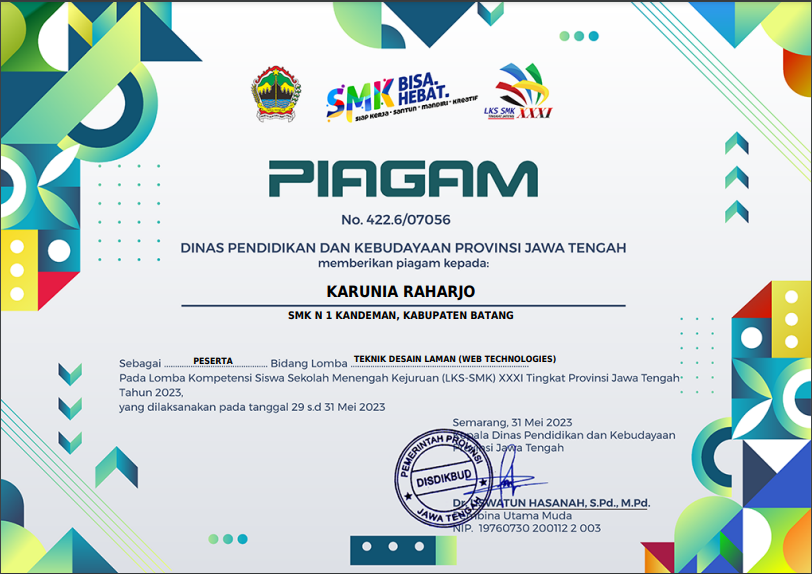 SMK BISA.
HEBAT.
SIAP KERJA • SANTUN • MANDIRI • KREATIF
LKS SMK XXXI
PIAGAM
No. 422.6/07056
DINAS PENDIDIKAN DAN KEBUDAYAAN PROVINSI JAWA TENGAH
memberikan piagam kepada:
KARUNIA RAHARJO
SMK N 1 KANDEMAN, KABUPATEN BATANG
Sebagai PESERTA Bidang Lomba TEKNIK DESAIN LAMAN (WEB TECHNOLOGIES)
Pada Lomba Kompetensi Siswa Sekolah Menengah Kejuruan (LKS-SMK) XXXI Tingkat Provinsi Jawa Tengah
Tahun 2023,
yang dilaksanakan pada tanggal 29 s.d 31 Mei 2023
Semarang, 31 Mei 2023
Kepala Dinas Pendidikan dan Kebudayaan
Provinsi Jawa Tengah
PEMERINTAH PROVINSI
DISDIKBUD
JAWA TENGAH
HASANAH, S.Pd., M.Pd.
Pembina Utama Muda
NIP. 19760730 200112 2 003